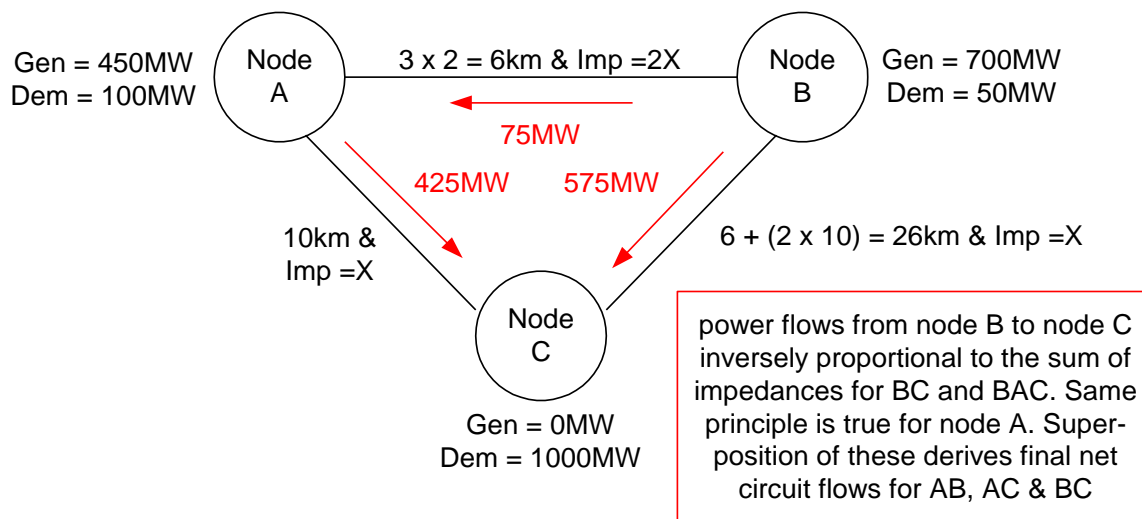 Node
A
Gen = 450MW
Dem = 100MW
3 x 2 = 6km & Imp =2X
Node
B
Gen = 700MW
Dem = 50MW
75MW
425MW
575MW
10km &
Imp =X
6 + (2 x 10) = 26km & Imp =X
Node
C
Gen = 0MW
Dem = 1000MW
power flows from node B to node C
inversely proportional to the sum of
impedances for BC and BAC. Same
principle is true for node A. Super-
position of these derives final net
circuit flows for AB, AC & BC